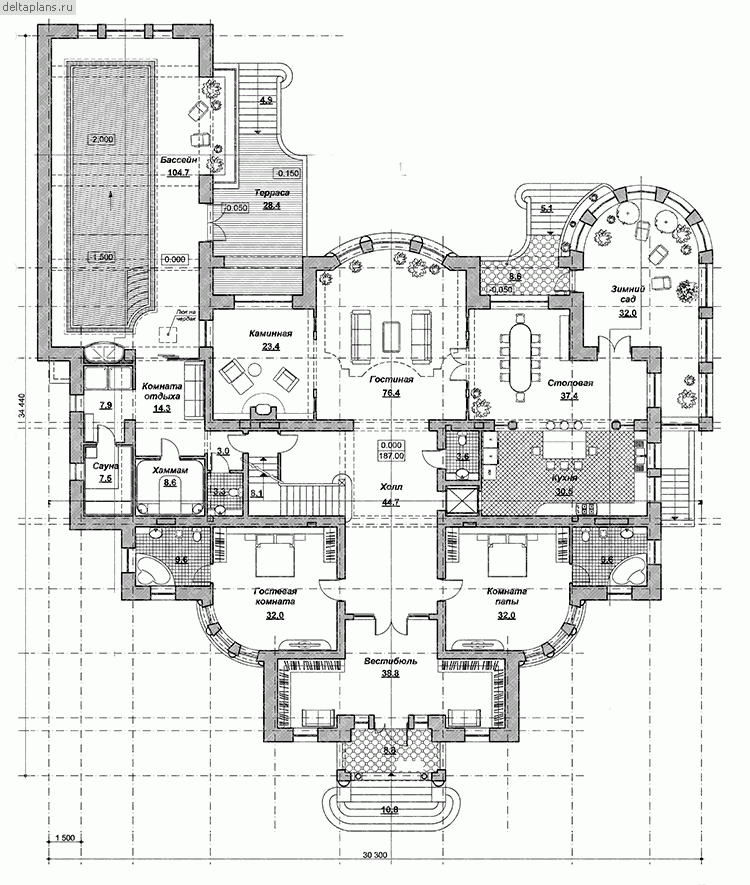 deltaplans.ru
4.9
-2.000
Бассейн
104.7
-0.150
Терраса
28.4
-0.050
5.1
-1.500
0.000
8.8
-0.050
Зимний
сад
32.0
Люк на
чердак
Каминная
23.4
Гостиная
76.4
Столовая
37.4
Комната
отдыха
14.3
7.9
34 440
0.000
187.00
3.0
3.6
Сауна
7.5
Хаммам
8.6
3.3
8.1
Холл
44.7
Кухня
30.5
9.6
9.6
Гостевая
комната
32.0
Комната
папы
32.0
Вестибюль
38.8
8.8
10.8
1 500
30 300